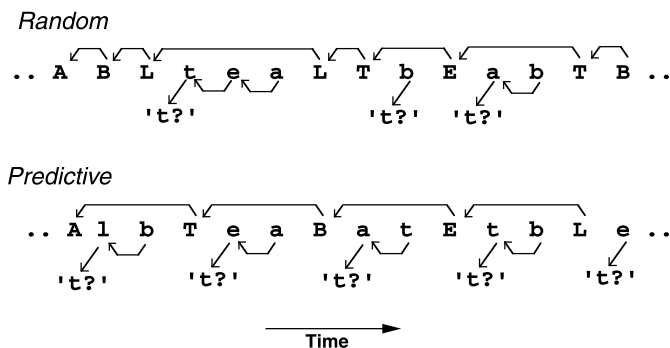 Random
.. A B L t e a L T b E a b T B ..
't?' 't?' 't?'
Predictive
.. A l b T e a B a t E t b L e ..
't?' 't?' 't?' 't?' 't?'
Time